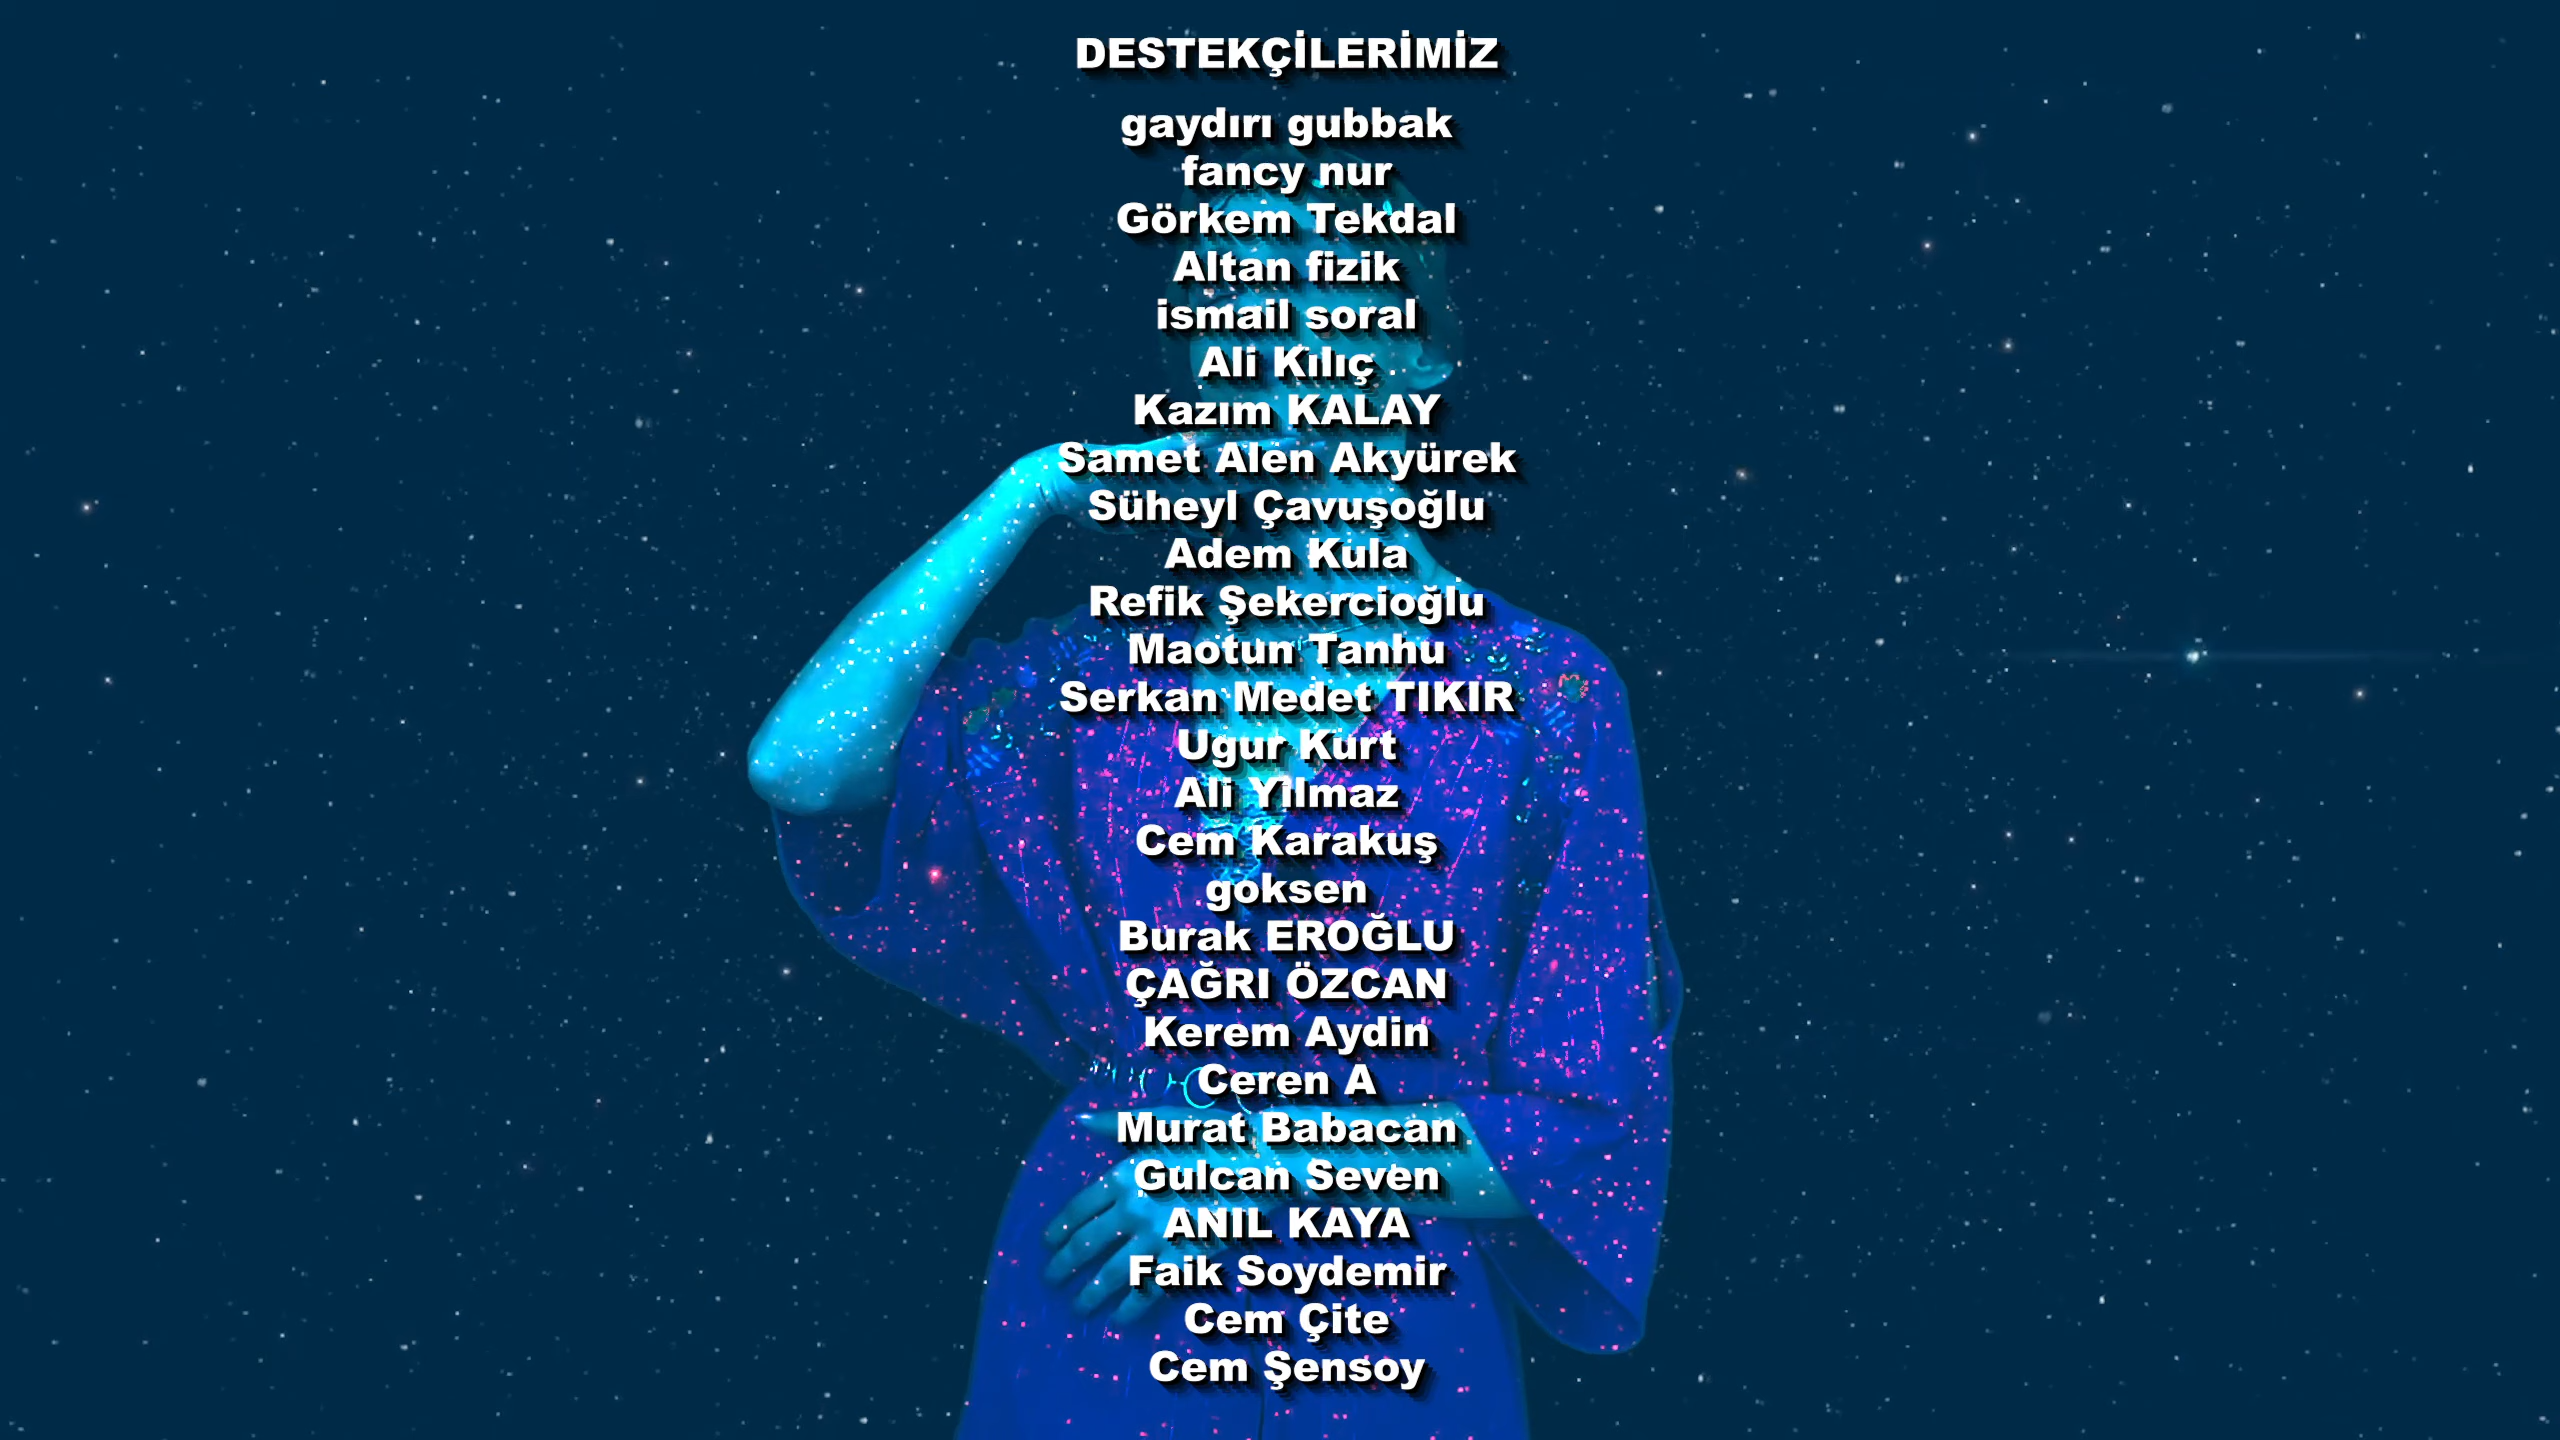 DESTEKÇİLERİMİZ
gaydırı gubbak
fancy nur
Görkem Tekdal
Altan fizik
ismail soral
Ali Kılıç
Kazım KALAY
Samet Alen Akyürek
Süheyl Çavuşoğlu
Adem Kula
Refik Şekercioğlu
Maotun Tanhu
Serkan Medet TIKIR
Ugur Kurt
Ali Yılmaz
Cem Karakuş
goksen
Burak EROĞLU
ÇAĞRI ÖZCAN
Kerem Aydin
Ceren A
Murat Babacan
Gulcan Seven
ANIL KAYA
Faik Soydemir
Cem Çite
Cem Şensoy